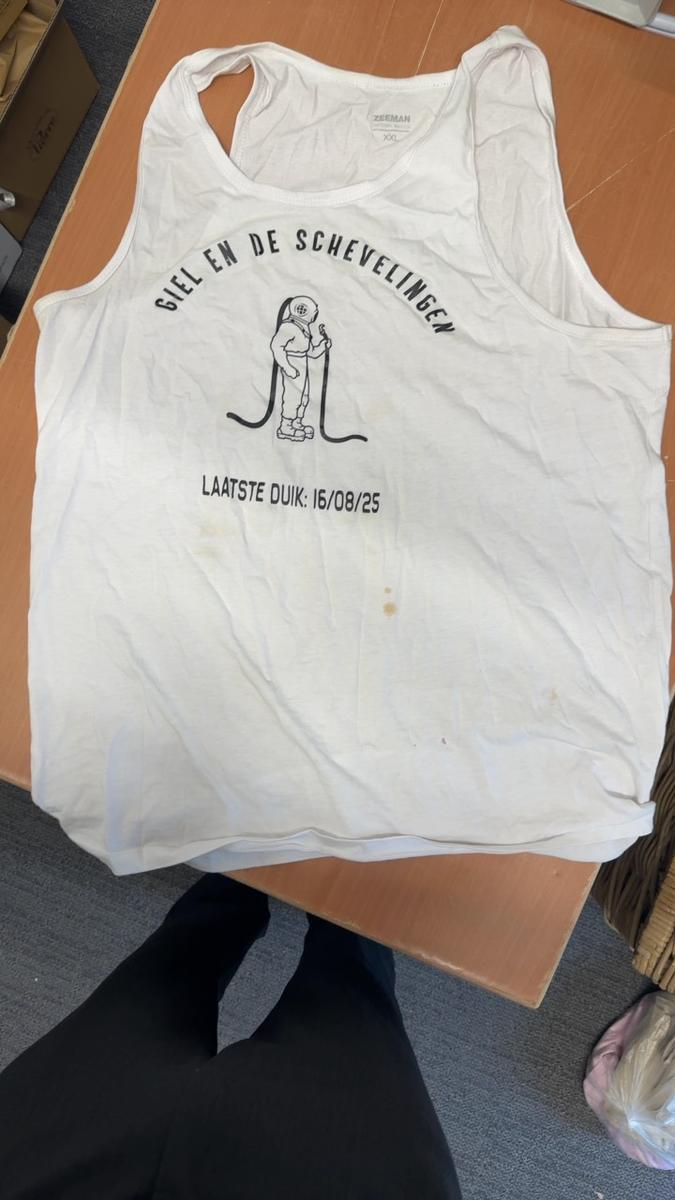 ZEEMAN
XXL
GIEL EN DE SCHEVELINGEN
LAATSTE DUIK: 16/08/25